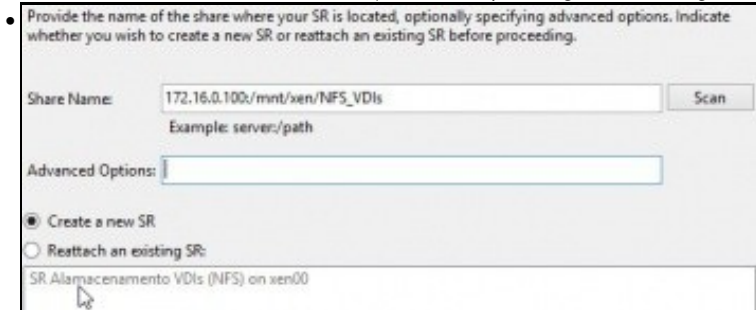 Provide the name of the share where your SR is located, optionally specifying advanced options. Indicate
whether you wish to create a new SR or reattach an existing SR before proceeding.
Share Name: 172.16.0.100:/mnt/xen/NFS_VDIs Scan
Example: server:/path
Advanced Options:
Create a new SR
Reattach an existing SR:
SR Alamacenamento VDIs (NFS) on xen00